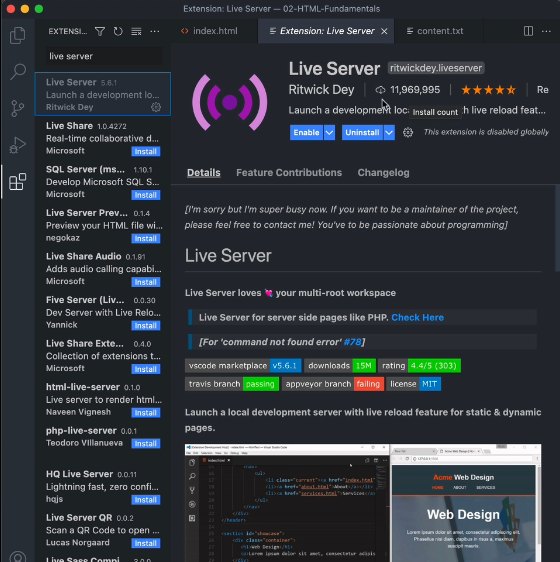 Extension: Live Server — 02-HTML-Fundamentals
EXTENSI...
index.html
Extension: Live Server
content.txt
live server
Live Server 5.6.1
Launch a development lo...
Ritwick Dey
Live Share 1.0.4272
Real-time collaborative d...
Microsoft Install
SQL Server (ms... 1.10.1
Develop Microsoft SQL S...
Microsoft Install
Live Server Prev... 0.1.4
Preview your HTML file wi...
negokaz Install
Live Share Audio 0.1.91
Adds audio calling capabi...
Microsoft Install
Five Server (Liv... 0.0.30
Dev Server with Live Relo...
Yannick Install
Live Share Exte... 0.4.0
Collection of extensions t...
Microsoft Install
html-live-server 0.1.0
Live server to render html...
Naveen Vignesh Install
php-live-server 0.0.1
Teodoro VIllanueva Install
HQ Live Server 0.0.11
Lightning fast, zero confi...
hqjs Install
Live Server QR 0.0.2
Scan a QR Code to open ...
Lucas Norgaard Install
Live Server ritwickdey.liveserver
Ritwick Dey 11,969,995 Re
Install count
Enable Uninstall This extension is disabled globally
Details Feature Contributions Changelog
[I'm sorry but I'm super busy now. If you want to be a maintainer of the project,
please feel free to contact me! You've to be passionate about programming]
Live Server
Live Server loves your multi-root workspace
Live Server for server side pages like PHP. Check Here
[For 'command not found error' #78]
vscode marketplace v5.6.1 downloads 15M rating 4.4/5 (303)
travis branch passing appveyor branch failing license MIT
Launch a local development server with live reload feature for static & dynamic
pages.
Acme Web Design
HOME ABOUT SERVICES
Web Design